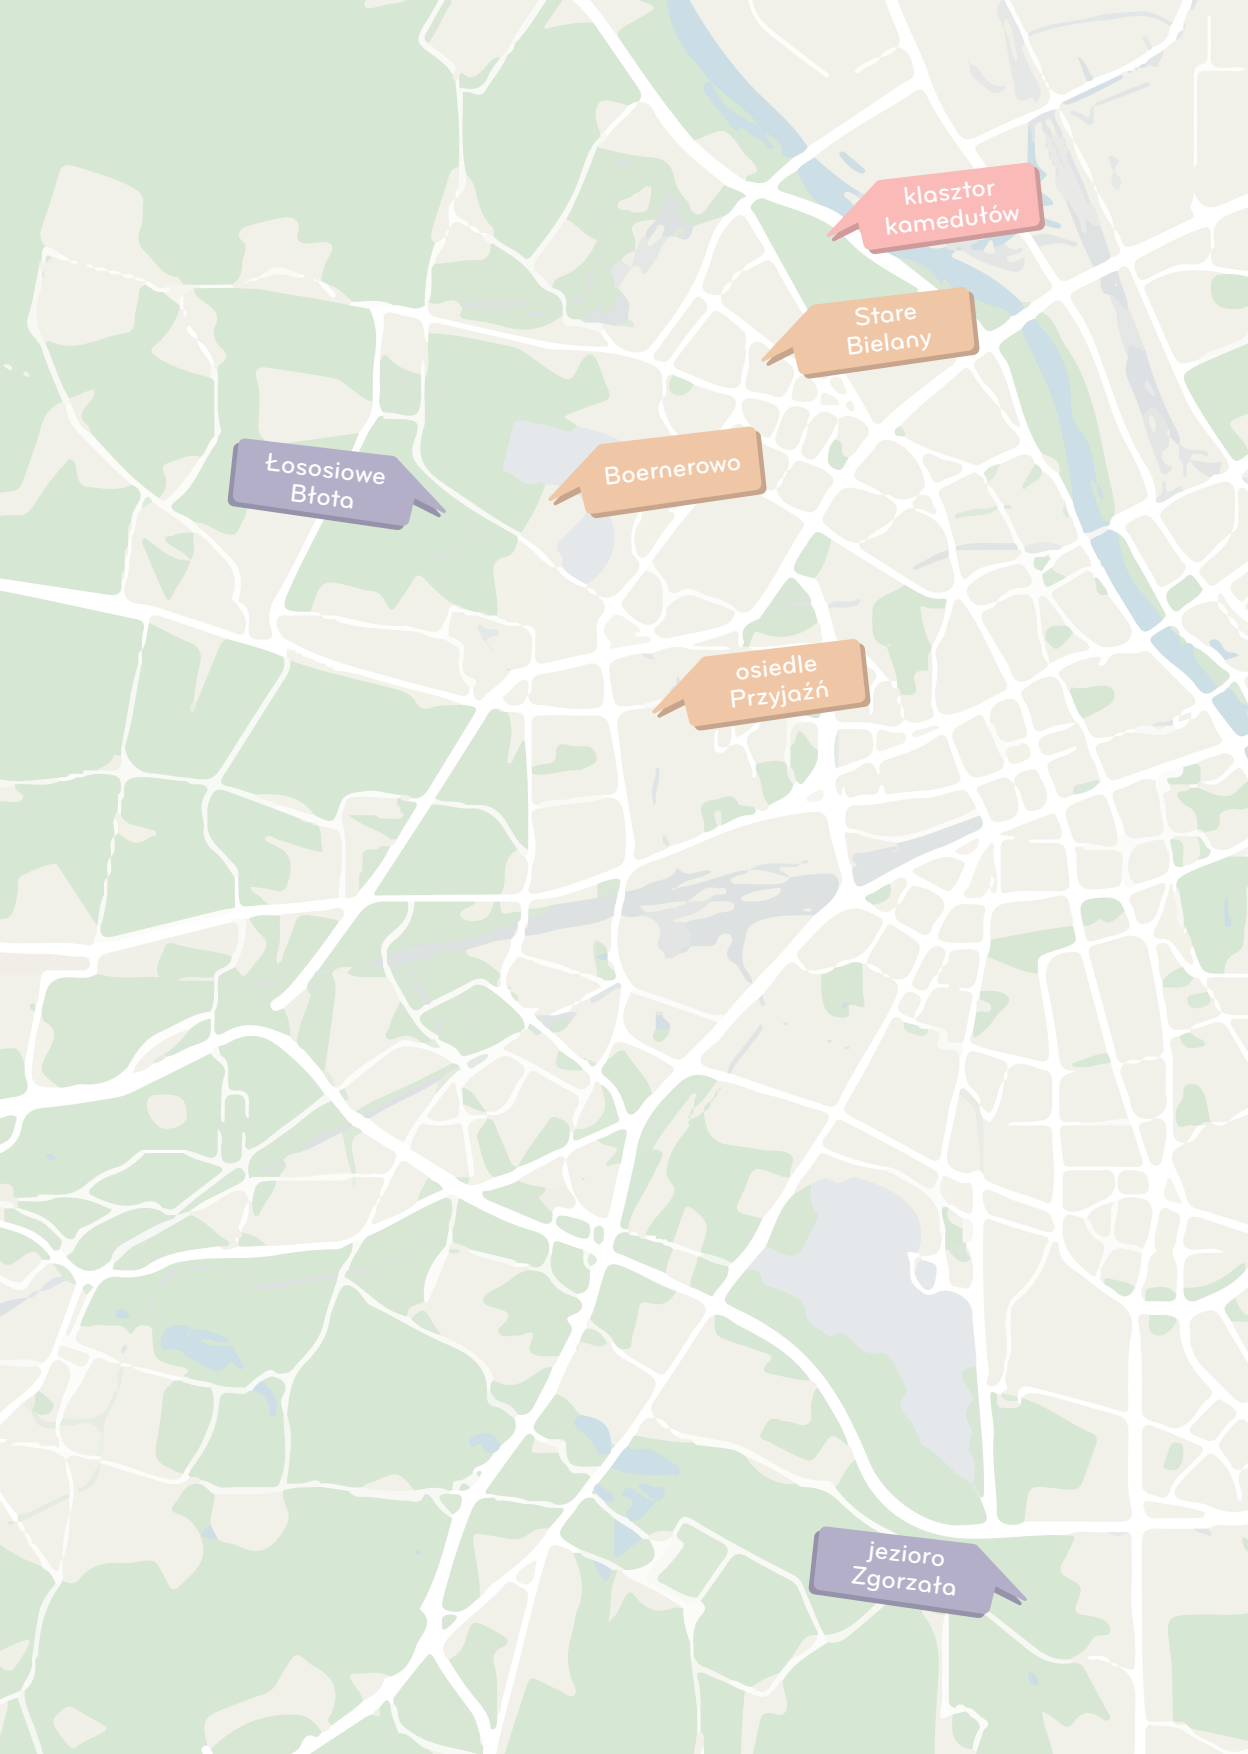 klasztor
kamedułów
Stare
Bielany
Boernerowo
Łososiowe
Błota
osiedle
Przyjaźń
jezioro
Zgorzała